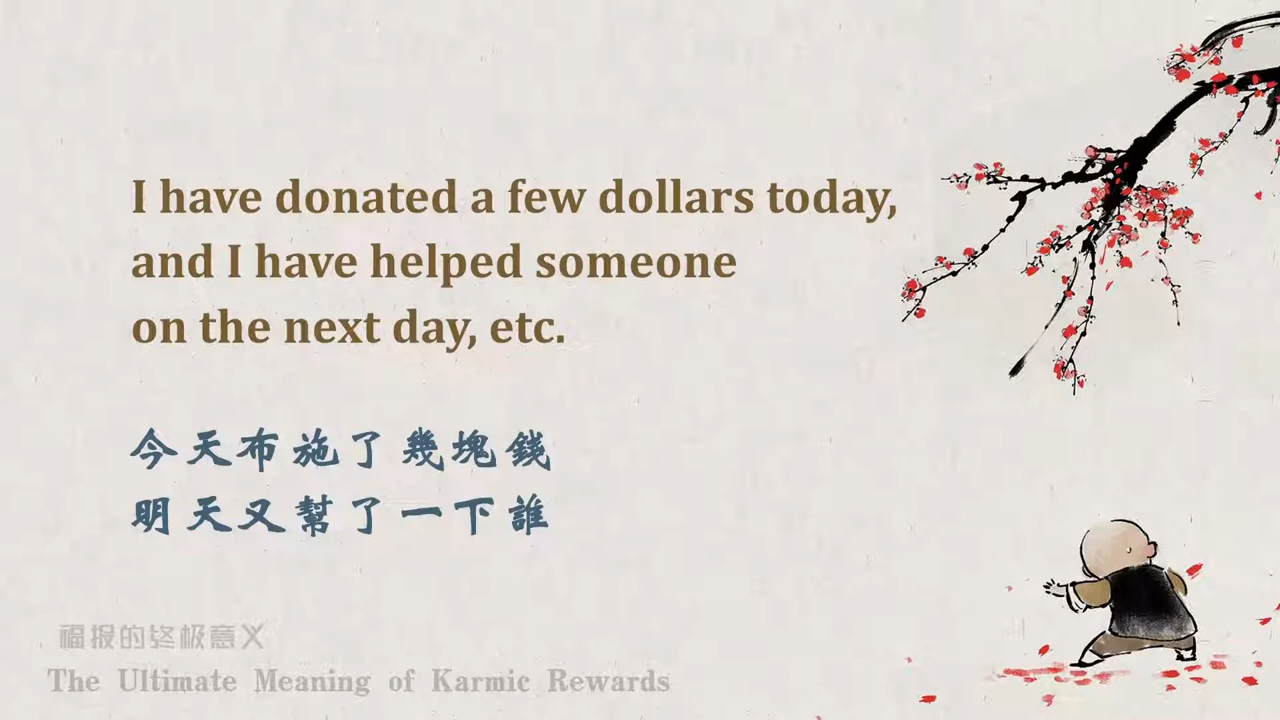 I have donated a few dollars today,
and I have helped someone
on the next day, etc.
今天布施了幾塊錢
明天又幫了一下誰
福报的终极意义
The Ultimate Meaning of Karmic Rewards